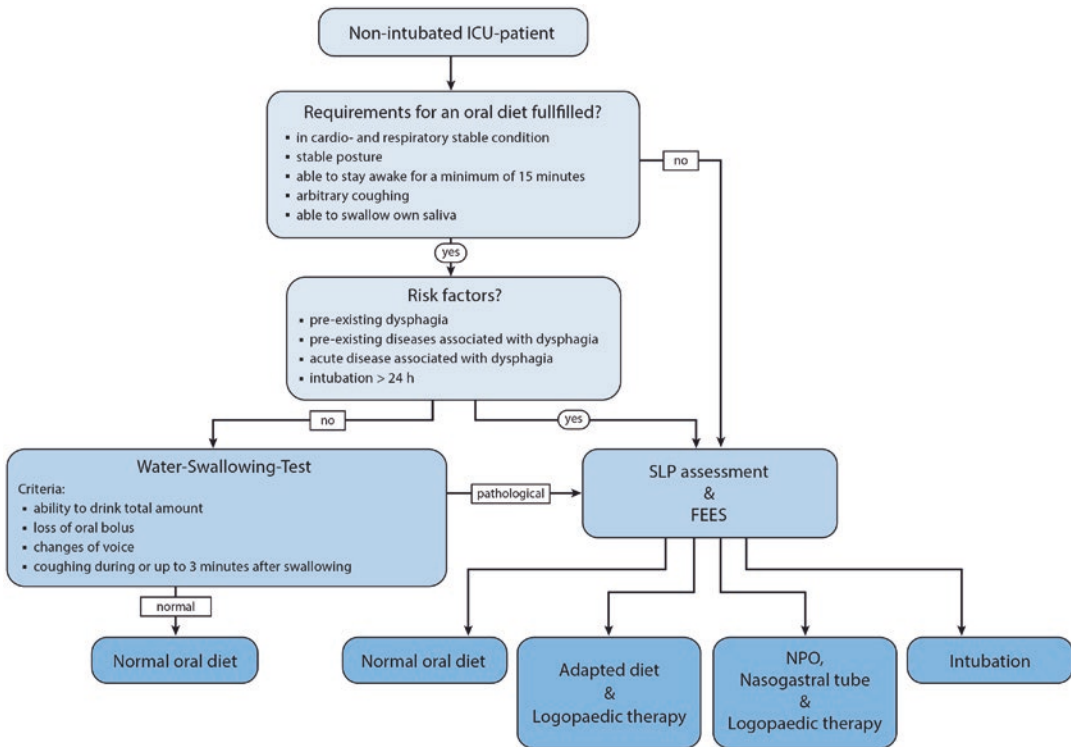 Non-intubated ICU-patient
Requirements for an oral diet fullfilled?
▪ in cardio- and respiratory stable condition
▪ stable posture
▪ able to stay awake for a minimum of 15 minutes
▪ arbitrary coughing
▪ able to swallow own saliva
no
yes
Risk factors?
▪ pre-existing dysphagia
▪ pre-existing diseases associated with dysphagia
▪ acute disease associated with dysphagia
▪ intubation > 24 h
no
yes
Water-Swallowing-Test
Criteria:
▪ ability to drink total amount
▪ loss of oral bolus
▪ changes of voice
▪ coughing during or up to 3 minutes after swallowing
pathological
SLP assessment
&
FEES
normal
Normal oral diet
Normal oral diet
Adapted diet
&
Logopaedic therapy
NPO,
Nasogastral tube
&
Logopaedic therapy
Intubation